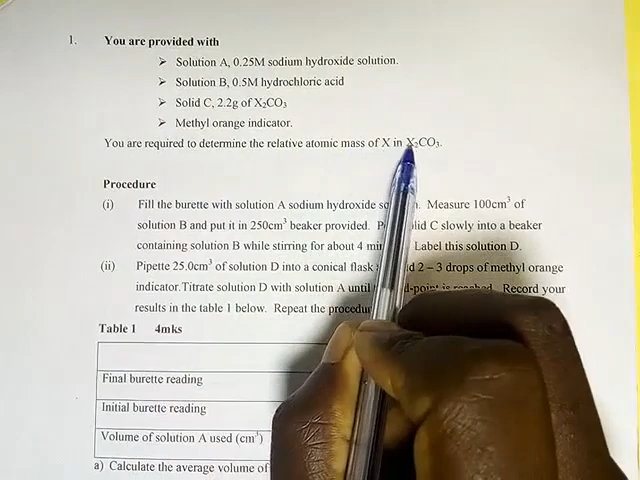 1. You are provided with
➢ Solution A, 0.25M sodium hydroxide solution.
➢ Solution B, 0.5M hydrochloric acid
➢ Solid C, 2.2g of X₂CO₃
➢ Methyl orange indicator.
You are required to determine the relative atomic mass of X in X₂CO₃.
Procedure
(i) Fill the burette with solution A sodium hydroxide . Measure 100cm³ of
solution B and put it in 250cm³ beaker provided. C slowly into a beaker
containing solution B while stirring for about 4 Label this solution D.
(ii) Pipette 25.0cm³ of solution D into a conical flask 2 – 3 drops of methyl orange
indicator.Titrate solution D with solution A until is reached. Record your
results in the table 1 below. Repeat the
Table 1 4mks
Final burette reading
Initial burette reading
Volume of solution A used (cm³)
a) Calculate the average volume of